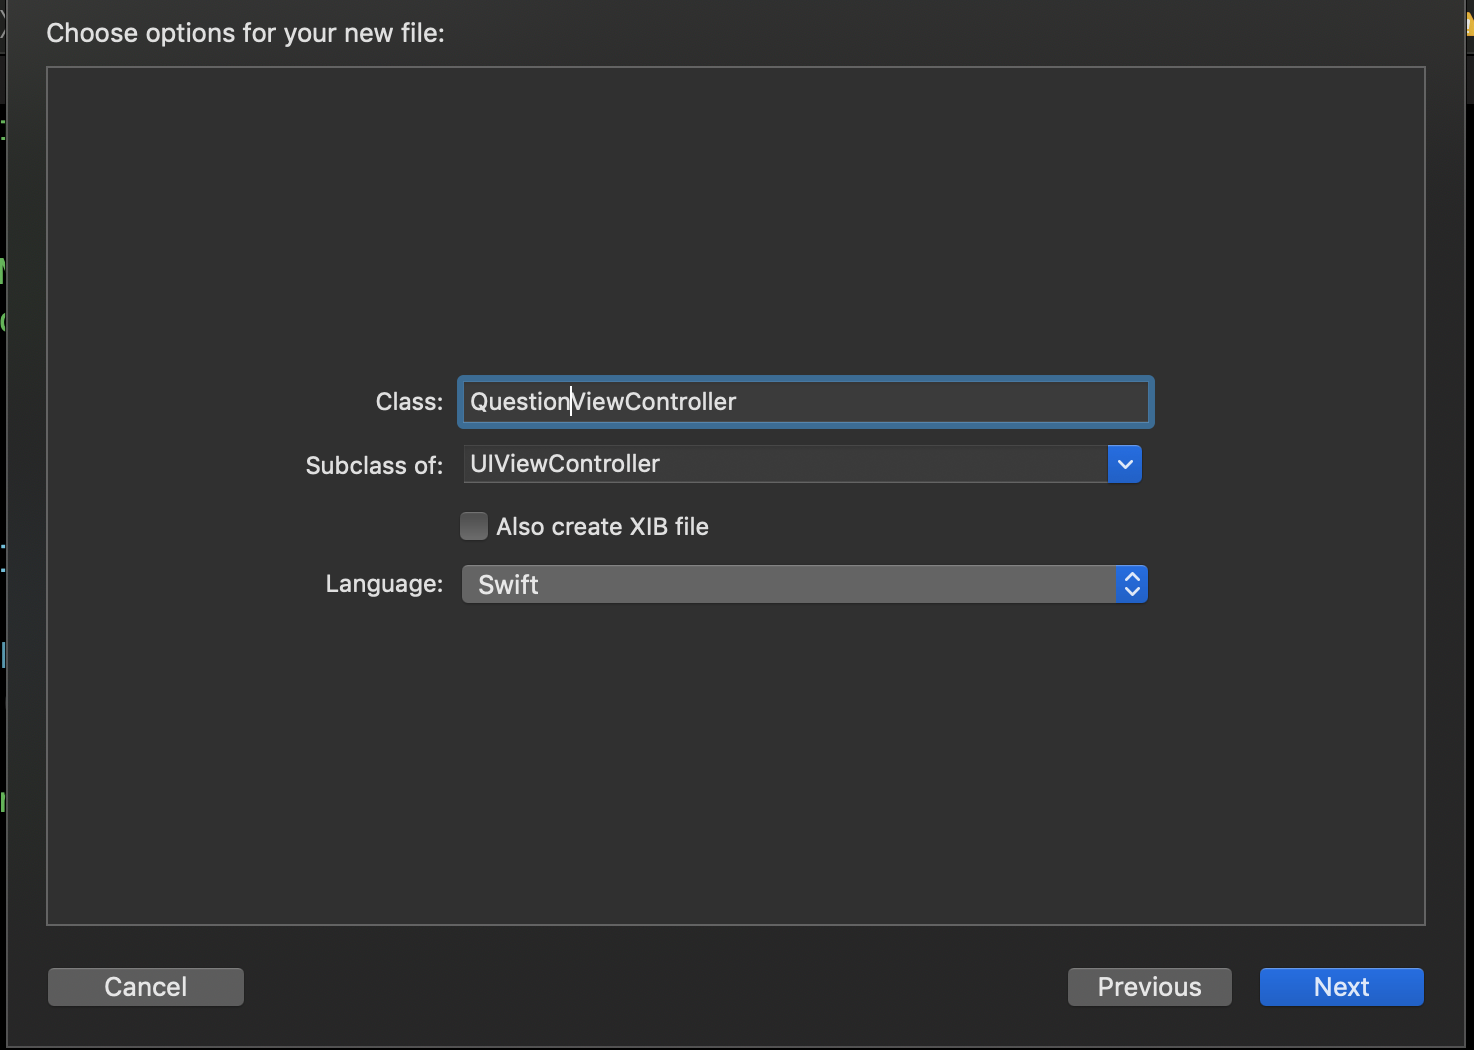 Choose options for your new file:
Class: QuestionViewController
Subclass of: UIViewController
Also create XIB file
Language: Swift
Cancel Previous Next